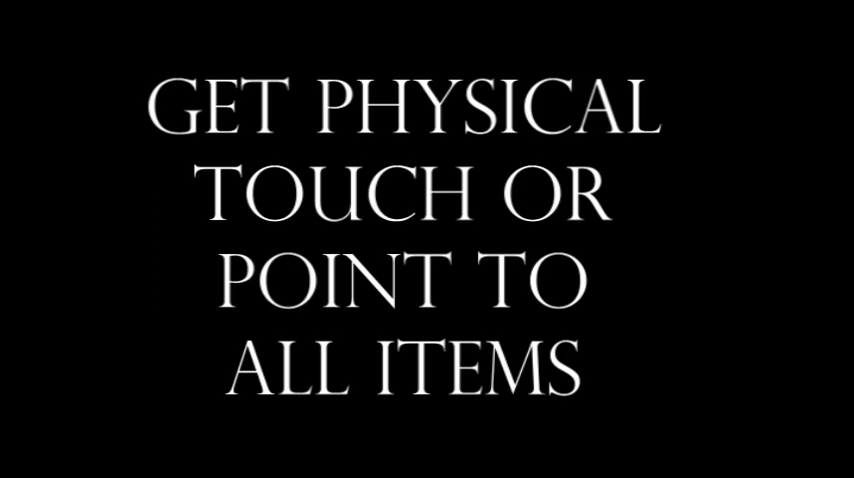 GET PHYSICAL
TOUCH OR
POINT TO
ALL ITEMS